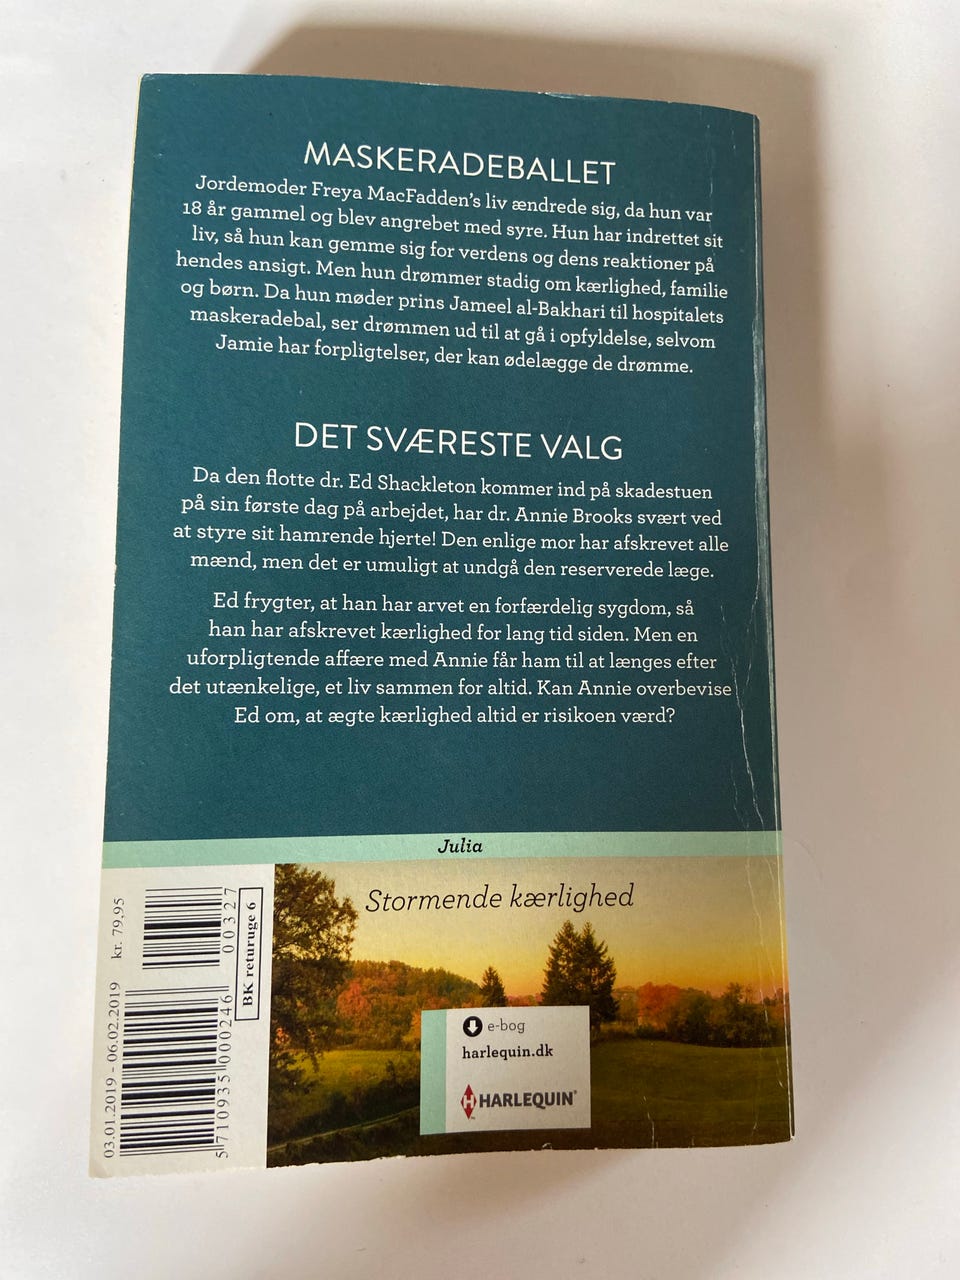 MASKERADEBALLET
Jordemoder Freya MacFadden's liv ændrede sig, da hun var
18 år gammel og blev angrebet med syre. Hun har indrettet sit
liv, så hun kan gemme sig for verdens og dens reaktioner på
hendes ansigt. Men hun drømmer stadig om kærlighed, familie
og børn. Da hun møder prins Jameel al-Bakhari til hospitalets
maskeradebal, ser drømmen ud til at gå i opfyldelse, selvom
Jamie har forpligtelser, der kan ødelægge de drømme.
DET SVÆRESTE VALG
Da den flotte dr. Ed Shackleton kommer ind på skadestuen
på sin første dag på arbejdet, har dr. Annie Brooks svært ved
at styre sit hamrende hjerte! Den enlige mor har afskrevet alle
mænd, men det er umuligt at undgå den reserverede læge.
Ed frygter, at han har arvet en forfærdelig sygdom, så
han har afskrevet kærlighed for lang tid siden. Men en
uforpligtende affære med Annie får ham til at længes efter
det utænkelige, et liv sammen for altid. Kan Annie overbevise
Ed om, at ægte kærlighed altid er risikoen værd?
Julia
Stormende kærlighed
e-bog
harlequin.dk
HARLEQUIN
03.01.2019 - 06.02.2019 kr. 79,95
5 710935 000246
00327
BK returuge 6